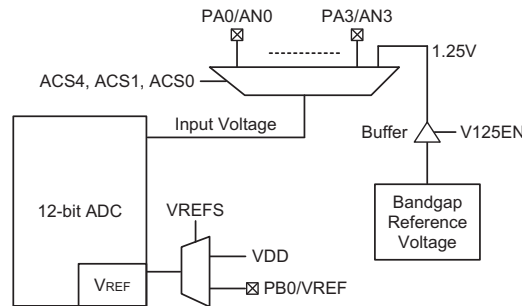 PA0/AN0
PA3/AN3
1.25V
ACS4, ACS1, ACS0
Input Voltage
Buffer
V125EN
12-bit ADC
VREFS
Bandgap
Reference
Voltage
VDD
VREF
PB0/VREF